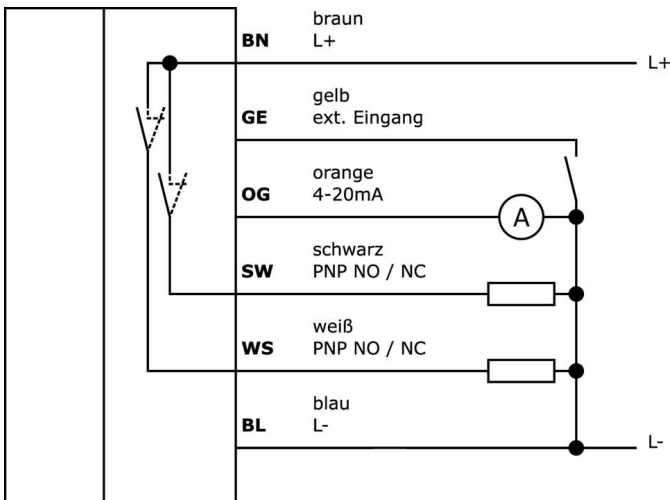 braun
BN L+
L+
gelb
GE ext. Eingang
orange
OG 4-20mA
A
schwarz
SW PNP NO / NC
weiß
WS PNP NO / NC
blau
BL L-
L-